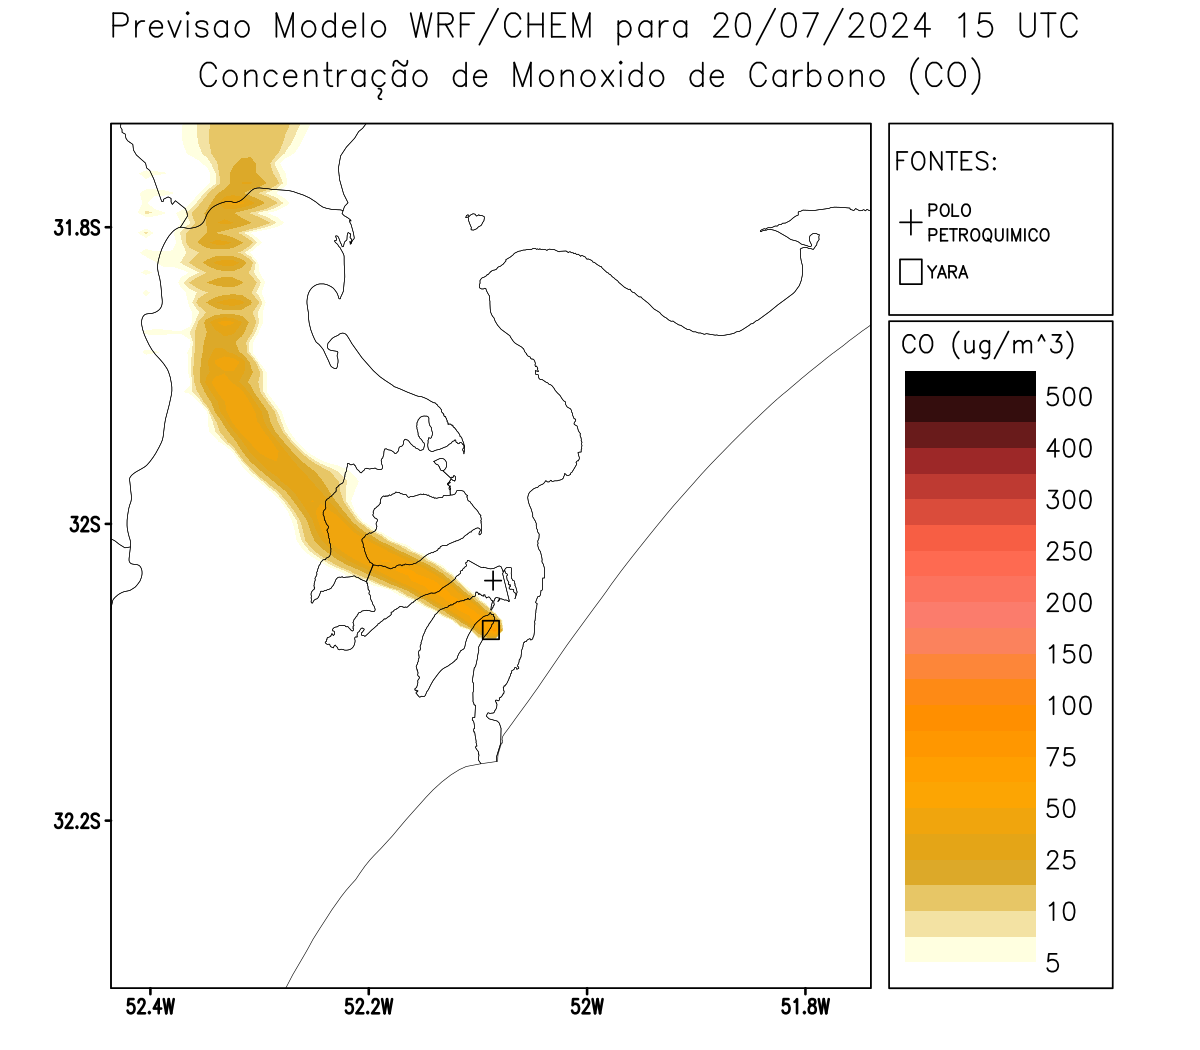 Previsao Modelo WRF/CHEM para 20/07/2024 15 UTC
Concentração de Monoxido de Carbono (CO)
FONTES:
POLO
PETROQUIMICO
YARA
CO (ug/m^3)
500
400
300
250
200
150
100
75
50
25
10
5
31.8S
32S
32.2S
52.4W
52.2W
52W
51.8W